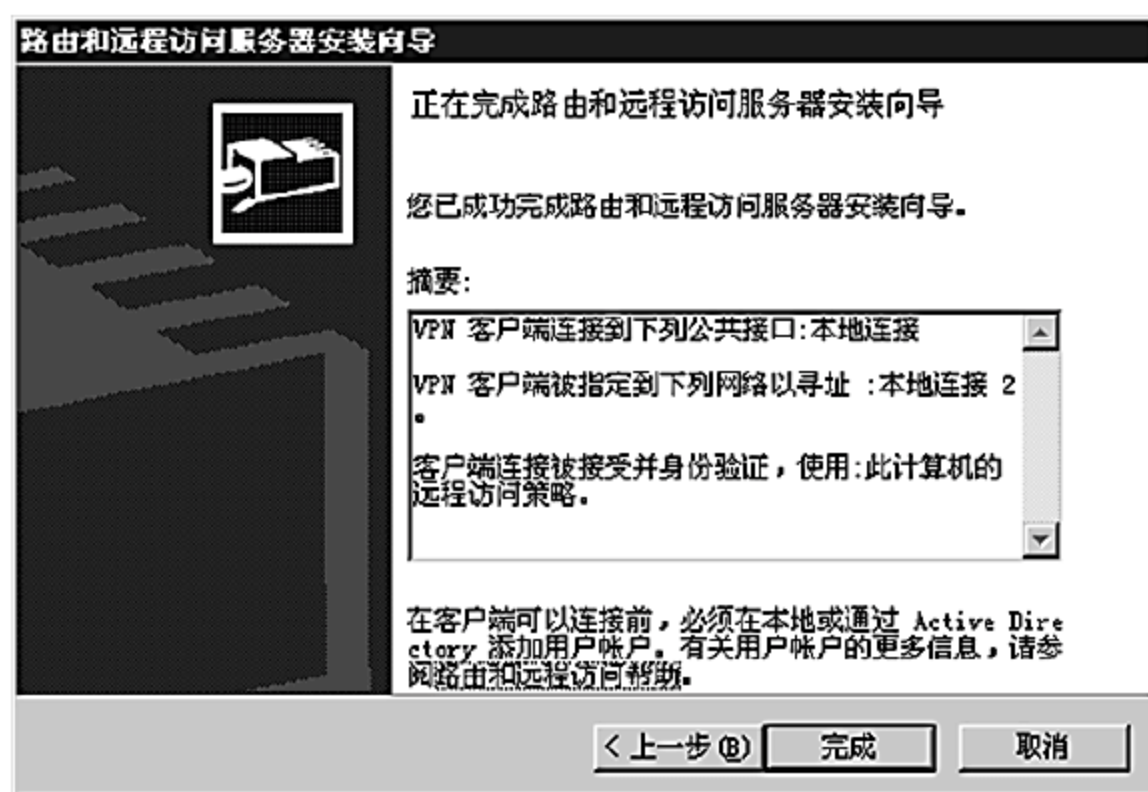 路由和远程访问服务器安装向导
正在完成路由和远程访问服务器安装向导
您已成功完成路由和远程访问服务器安装向导。
摘要:
VPN 客户端连接到下列公共接口:本地连接
VPN 客户端被指定到下列网络以寻址 :本地连接 2
。
客户端连接被接受并身份验证，使用:此计算机的
远程访问策略。
在客户端可以连接前，必须在本地或通过 Active Dire
ctory 添加用户帐户。有关用户帐户的更多信息，请参
阅路由和远程访问帮助。
< 上一步(B)
完成
取消